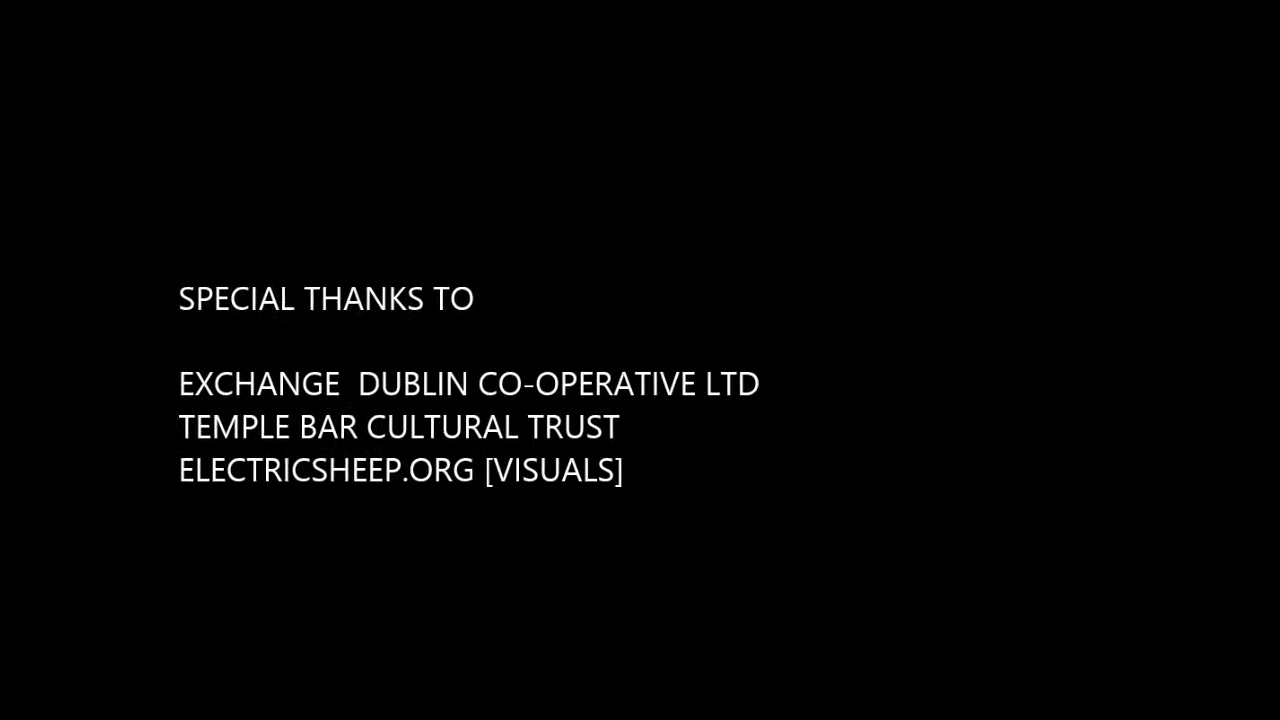 SPECIAL THANKS TO
EXCHANGE  DUBLIN CO-OPERATIVE LTD
TEMPLE BAR CULTURAL TRUST
ELECTRICSHEEP.ORG [VISUALS]